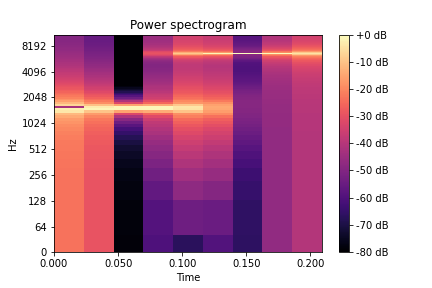 Power spectrogram
8192
4096
2048
1024
512
256
128
64
0
Hz
0.000
0.050
0.100
0.150
0.200
Time
+0 dB
-10 dB
-20 dB
-30 dB
-40 dB
-50 dB
-60 dB
-70 dB
-80 dB